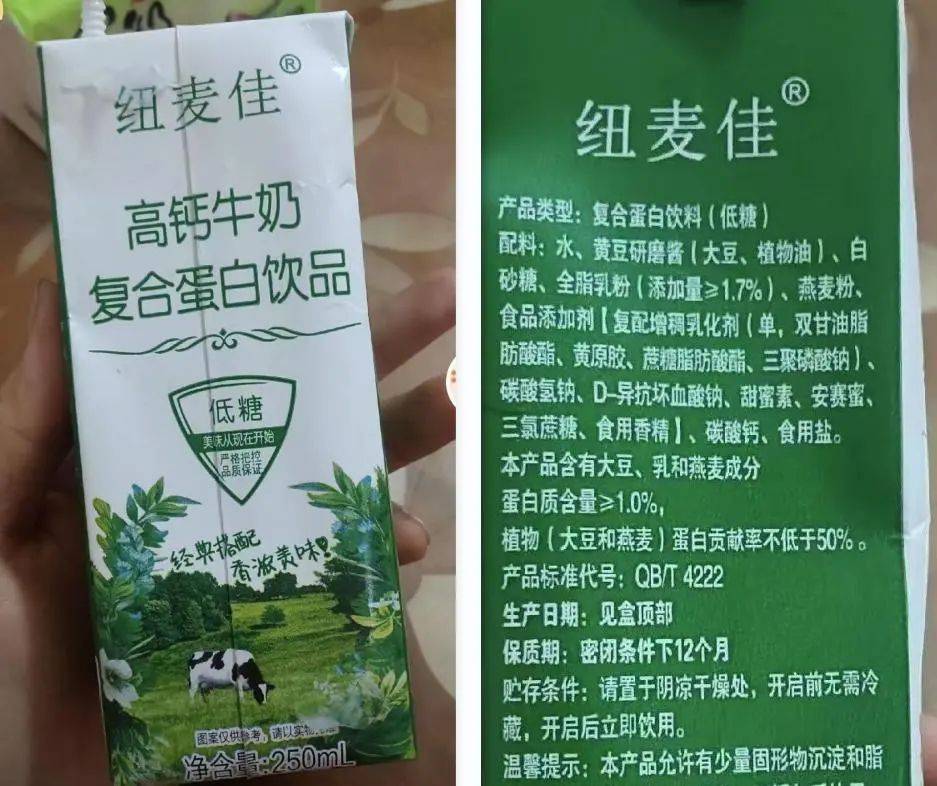 纽麦佳®
高钙牛奶
复合蛋白饮品
低糖
美味从现在开始
严格把控
品质保证
经典搭配
香滋美味
图案仅供参考，请以实物
净含量:250mL
纽麦佳®
产品类型：复合蛋白饮料（低糖）
配料：水、黄豆研磨酱（大豆、植物油）、白
砂糖、全脂乳粉（添加量≥1.7%）、燕麦粉、
食品添加剂【复配增稠乳化剂（单，双甘油脂
肪酸酯、黄原胶、蔗糖脂肪酸酯、三聚磷酸钠）、
碳酸氢钠、D-异抗坏血酸钠、甜蜜素、安赛蜜、
三氯蔗糖、食用香精】、碳酸钙、食用盐。
本产品含有大豆、乳和燕麦成分
蛋白质含量≥1.0%，
植物（大豆和燕麦）蛋白贡献率不低于50%。
产品标准代号：QB/T 4222
生产日期：见盒顶部
保质期：密闭条件下12个月
贮存条件：请置于阴凉干燥处，开启前无需冷
藏，开启后立即饮用。
温馨提示：本产品允许有少量固形物沉淀和脂